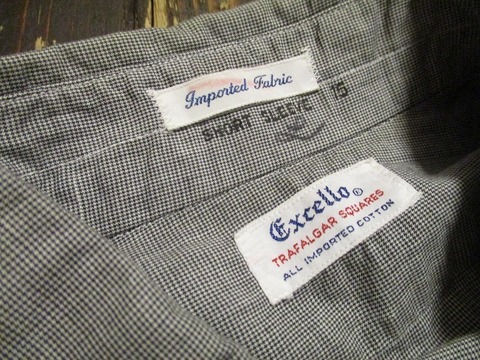 Imported Fabric
SHORT SLEEVE 15
Excello®
TRAFALGAR SQUARES
ALL IMPORTED COTTON